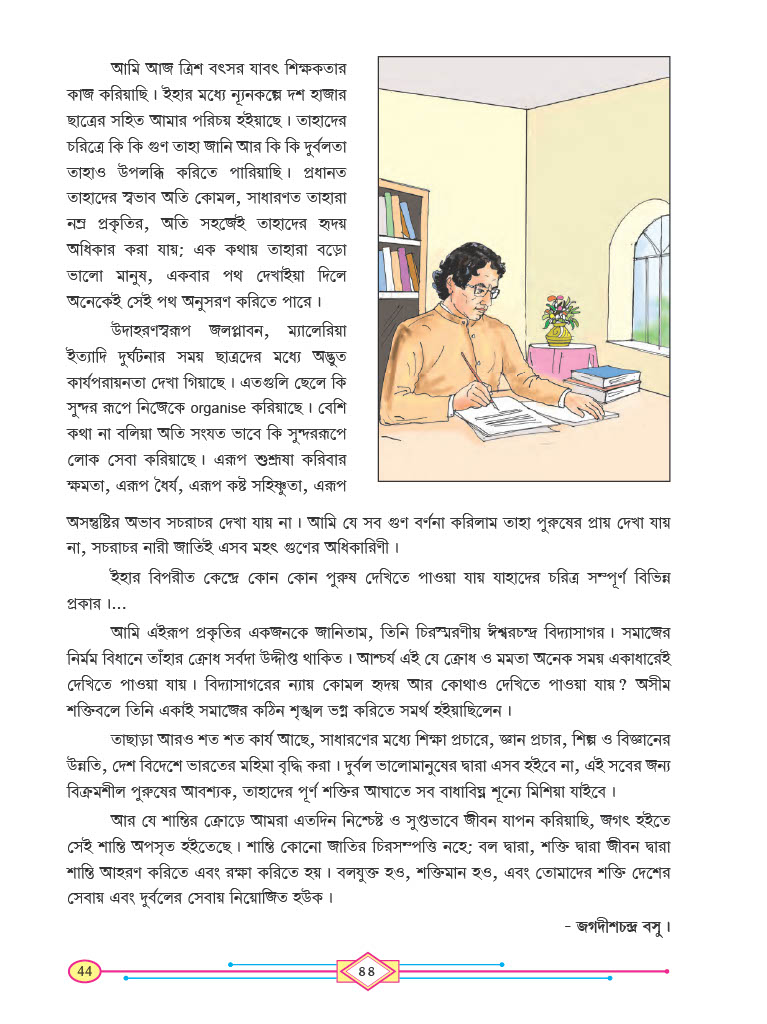 আমি আজ ত্রিশ বৎসর যাবৎ শিক্ষকতার
কাজ করিয়াছি। ইহার মধ্যে ন্যূনকল্পে দশ হাজার
ছাত্রের সহিত আমার পরিচয় হইয়াছে। তাহাদের
চরিত্রে কি কি গুণ তাহা জানি আর কি কি দুর্বলতা
তাহাও উপলব্ধি করিতে পারিয়াছি। প্রধানত
তাহাদের স্বভাব অতি কোমল, সাধারণত তাহারা
নম্র প্রকৃতির, অতি সহজেই তাহাদের হৃদয়
অধিকার করা যায়; এক কথায় তাহারা বড়ো
ভালো মানুষ, একবার পথ দেখাইয়া দিলে
অনেকেই সেই পথ অনুসরণ করিতে পারে।
উদাহরণস্বরূপ জলপ্লাবন, ম্যালেরিয়া
ইত্যাদি দুর্ঘটনার সময় ছাত্রদের মধ্যে অদ্ভুত
কার্যপরায়নতা দেখা গিয়াছে। এতগুলি ছেলে কি
সুন্দর রূপে নিজেকে organise করিয়াছে। বেশি
কথা না বলিয়া অতি সংযত ভাবে কি সুন্দররূপে
লোক সেবা করিয়াছে। এরূপ শুশ্রূষা করিবার
ক্ষমতা, এরূপ ধৈর্য, এরূপ কষ্ট সহিষ্ণুতা, এরূপ
অসন্তুষ্টির অভাব সচরাচর দেখা যায় না। আমি যে সব গুণ বর্ণনা করিলাম তাহা পুরুষের প্রায় দেখা যায়
না, সচরাচর নারী জাতিই এসব মহৎ গুণের অধিকারিণী।
ইহার বিপরীত কেন্দ্রে কোন কোন পুরুষ দেখিতে পাওয়া যায় যাহাদের চরিত্র সম্পূর্ণ বিভিন্ন
প্রকার।...
আমি এইরূপ প্রকৃতির একজনকে জানিতাম, তিনি চিরস্মরণীয় ঈশ্বরচন্দ্র বিদ্যাসাগর। সমাজের
নির্মম বিধানে তাঁহার ক্রোধ সর্বদা উদ্দীপ্ত থাকিত। আশ্চর্য এই যে ক্রোধ ও মমতা অনেক সময় একাধারেই
দেখিতে পাওয়া যায়। বিদ্যাসাগরের ন্যায় কোমল হৃদয় আর কোথাও দেখিতে পাওয়া যায়? অসীম
শক্তিবলে তিনি একাই সমাজের কঠিন শৃঙ্খল ভগ্ন করিতে সমর্থ হইয়াছিলেন।
তাছাড়া আরও শত শত কার্য আছে, সাধারণের মধ্যে শিক্ষা প্রচারে, জ্ঞান প্রচার, শিল্প ও বিজ্ঞানের
উন্নতি, দেশ বিদেশে ভারতের মহিমা বৃদ্ধি করা। দুর্বল ভালোমানুষের দ্বারা এসব হইবে না, এই সবের জন্য
বিক্রমশীল পুরুষের আবশ্যক, তাহাদের পূর্ণ শক্তির আঘাতে সব বাধাবিঘ্ন শূন্যে মিশিয়া যাইবে।
আর যে শান্তির ক্রোড়ে আমরা এতদিন নিশ্চেষ্ট ও সুপ্তভাবে জীবন যাপন করিয়াছি, জগৎ হইতে
সেই শান্তি অপসৃত হইতেছে। শান্তি কোনো জাতির চিরসম্পত্তি নহে; বল দ্বারা, শক্তি দ্বারা জীবন দ্বারা
শান্তি আহরণ করিতে এবং রক্ষা করিতে হয়। বলযুক্ত হও, শক্তিমান হও, এবং তোমাদের শক্তি দেশের
সেবায় এবং দুর্বলের সেবায় নিয়োজিত হউক।
- জগদীশচন্দ্র বসু।
44
৪৪